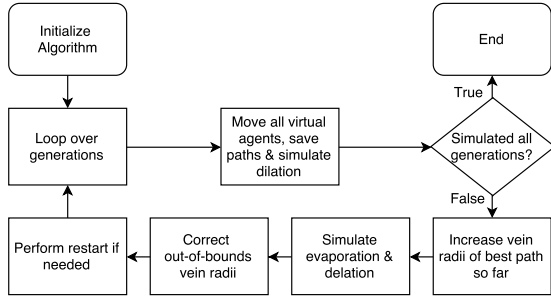 Initialize
Algorithm
End
True
Loop over
generations
Move all virtual
agents, save
paths & simulate
dilation
Simulated all
generations?
False
Perform restart if
needed
Correct
out-of-bounds
vein radii
Simulate
evaporation &
delation
Increase vein
radii of best path
so far